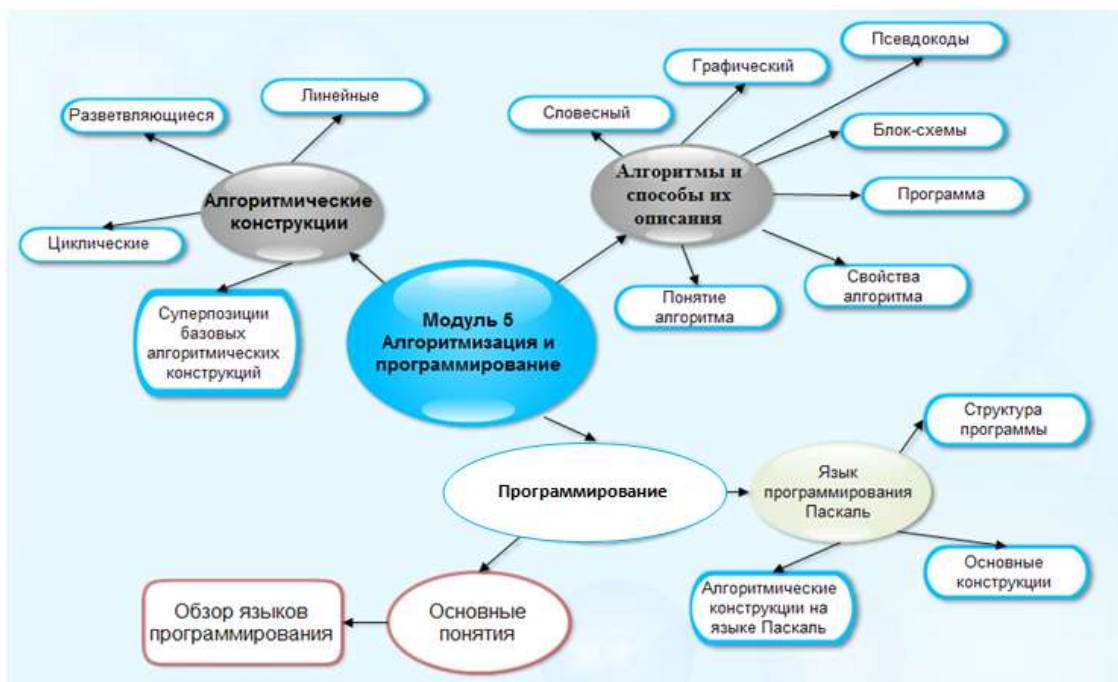 Псевдокоды
Графический
Линейные
Словесный
Разветвляющиеся
Блок-схемы
Алгоритмы и
способы их
описания
Программа
Алгоритмические
конструкции
Циклические
Свойства
алгоритма
Понятие
алгоритма
Суперпозиции
базовых
алгоритмических
конструкций
Модуль 5
Алгоритмизация и
программирование
Структура
программы
Программирование
Язык
программирования
Паскаль
Основные
конструкции
Алгоритмические
конструкции на
языке Паскаль
Обзор языков
программирования
Основные
понятия